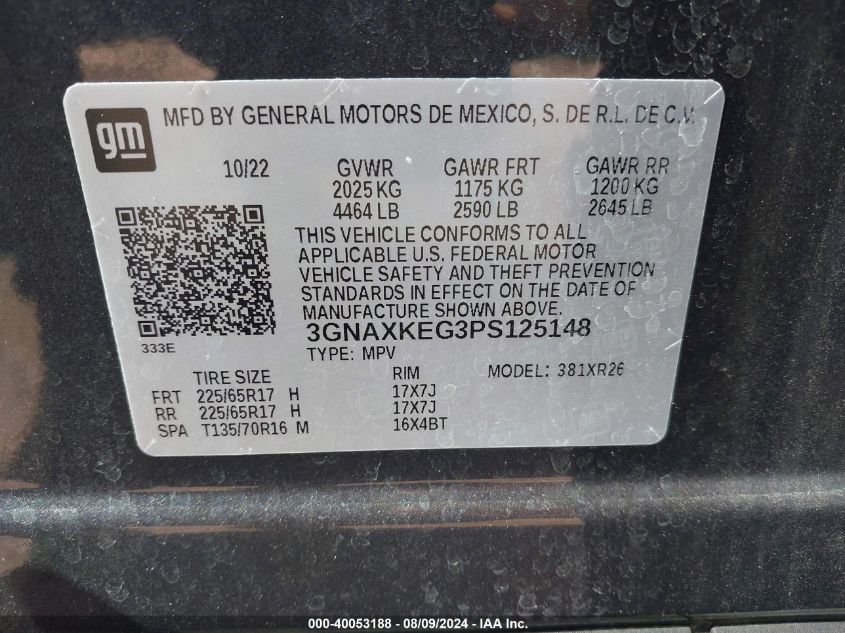 gm
MFD BY GENERAL MOTORS DE MEXICO, S. DE R.L. DE C.V.
10/22 GVWR GAWR FRT GAWR RR
2025 KG 1175 KG 1200 KG
4464 LB 2590 LB 2645 LB
THIS VEHICLE CONFORMS TO ALL
APPLICABLE U.S. FEDERAL MOTOR
VEHICLE SAFETY AND THEFT PREVENTION
STANDARDS IN EFFECT ON THE DATE OF
MANUFACTURE SHOWN ABOVE.
3GNAXKEG3PS125148
333E
TYPE: MPV
TIRE SIZE RIM MODEL: 381XR26
FRT 225/65R17 H 17X7J
RR 225/65R17 H 17X7J
SPA T135/70R16 M 16X4BT
000-40053188 - 08/09/2024 - IAA Inc.